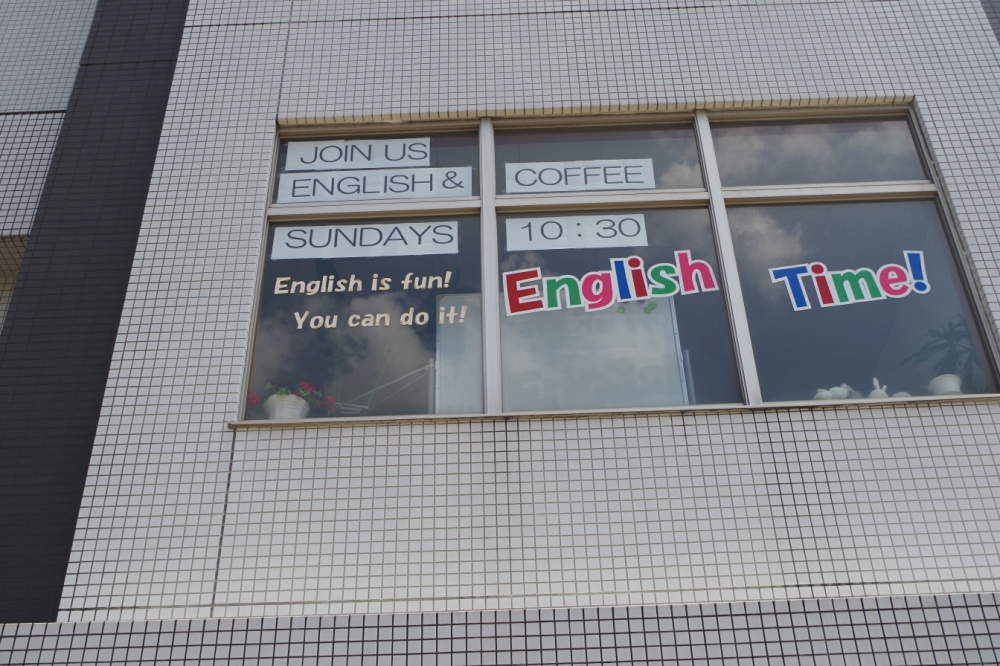 JOIN US
ENGLISH & COFFEE
SUNDAYS 10 : 30
English is fun!
You can do it!
English Time!